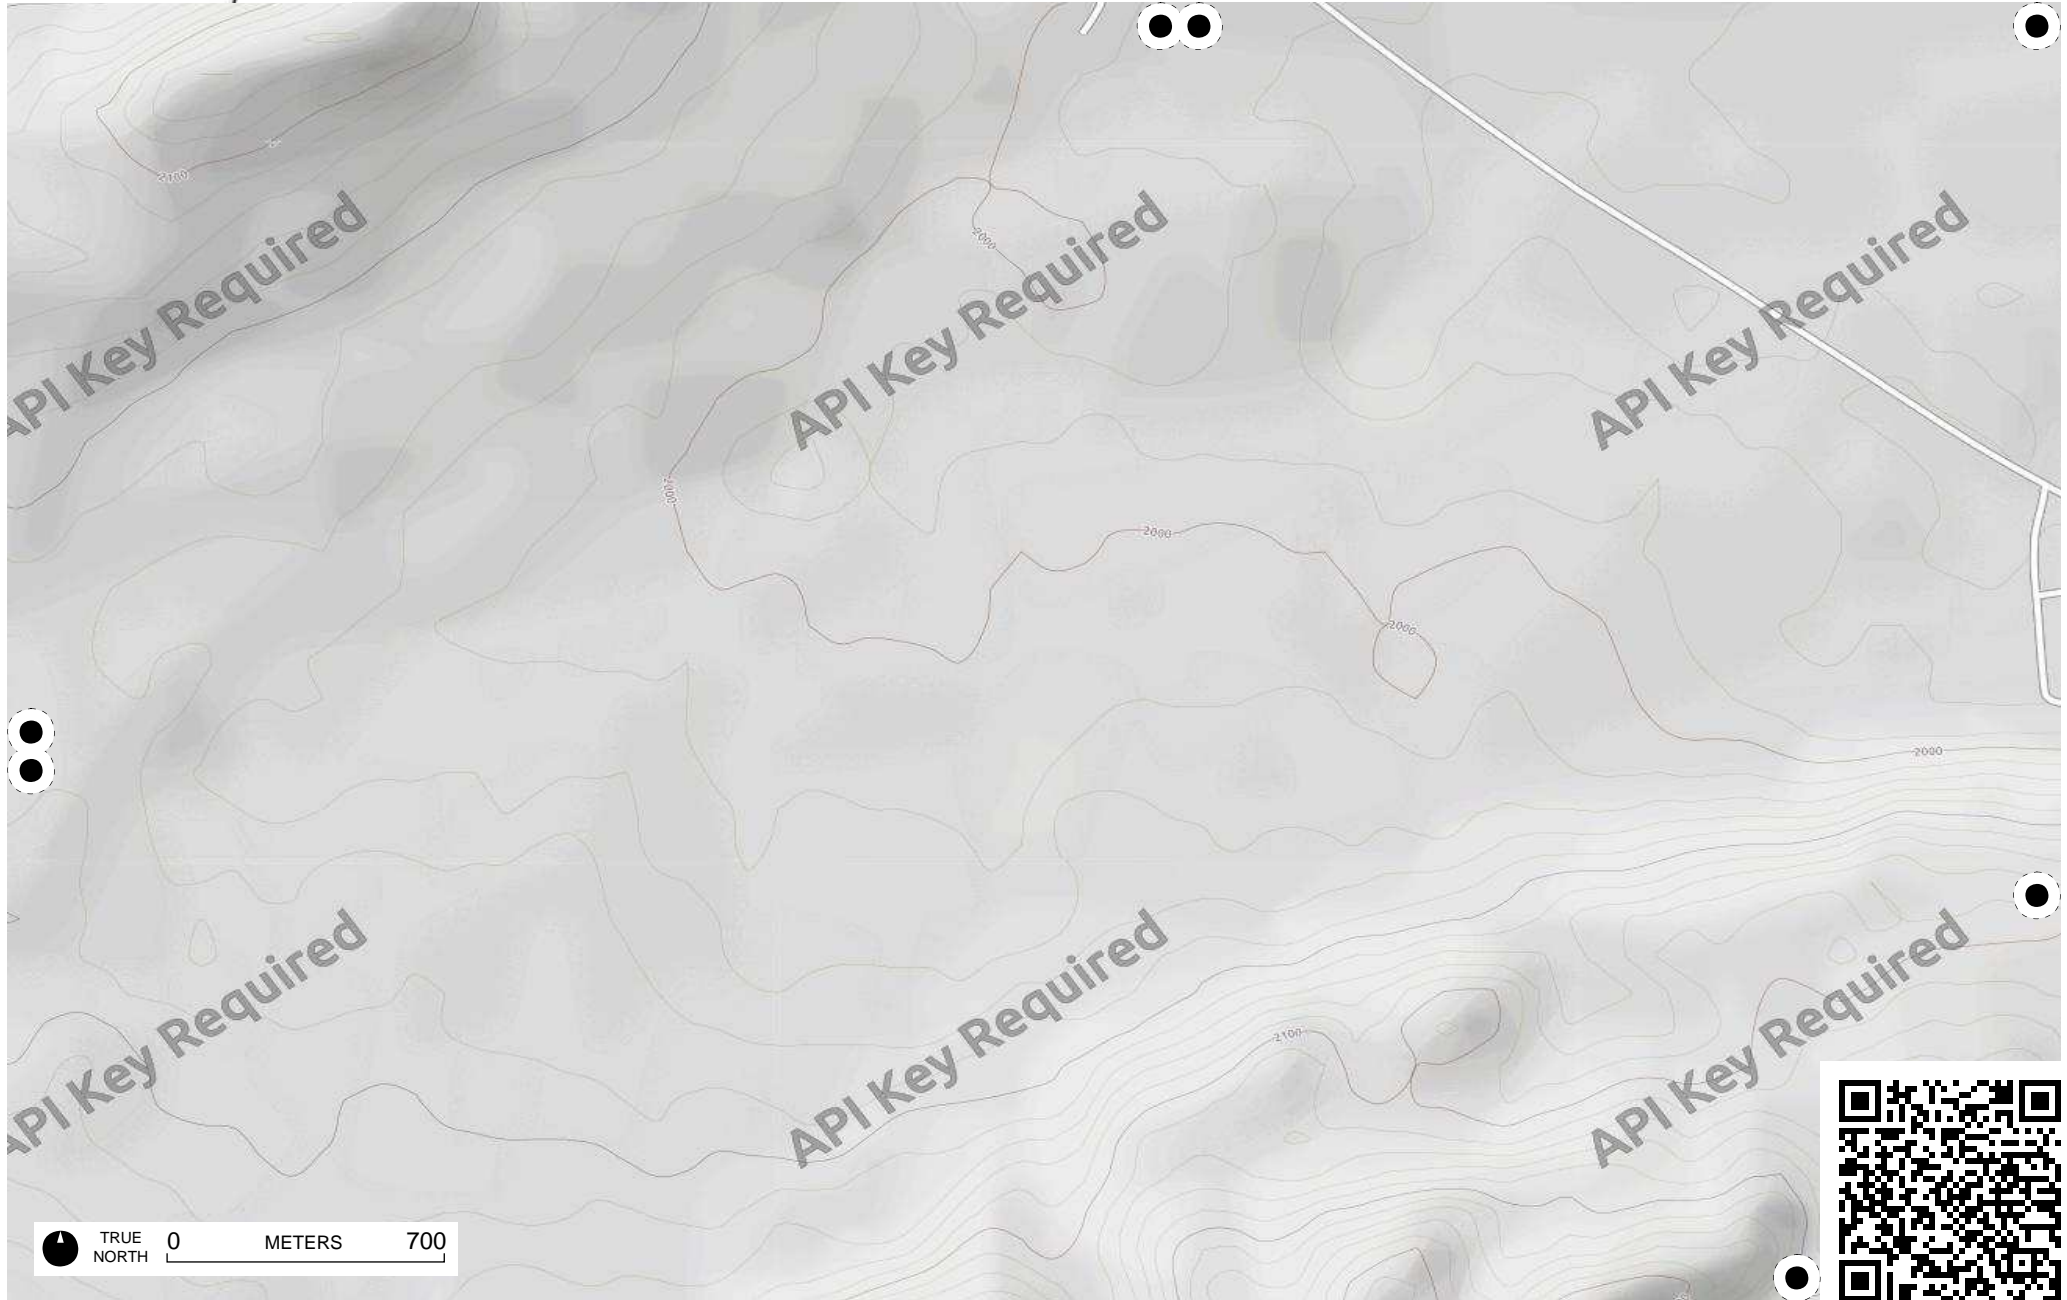 2100
API Key Required
API Key Required
API Key Required
2000
2000
2000
2000
2000
API Key Required
API Key Required
API Key Required
2100
TRUE NORTH
0 METERS 700